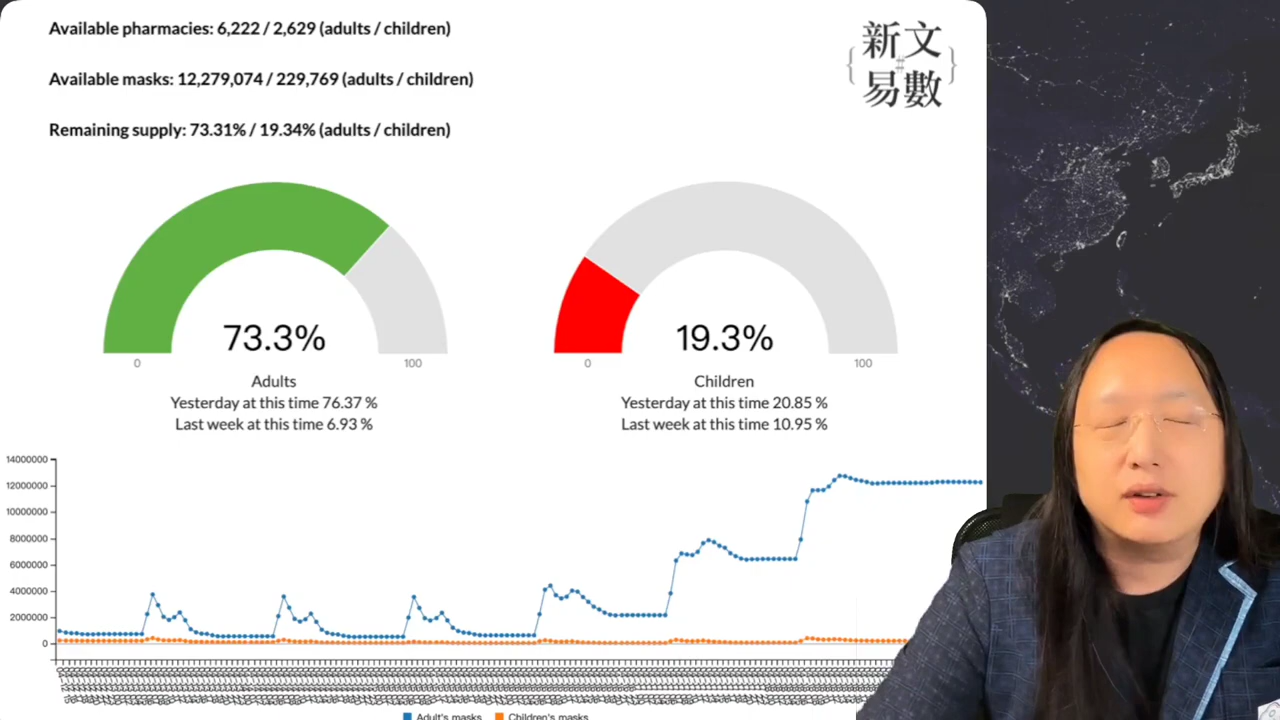 Available pharmacies: 6,222 / 2,629 (adults / children)
Available masks: 12,279,074 / 229,769 (adults / children)
Remaining supply: 73.31% / 19.34% (adults / children)
新文
易數
{ # }
73.3%
0 100
Adults
Yesterday at this time 76.37 %
Last week at this time 6.93 %
19.3%
0 100
Children
Yesterday at this time 20.85 %
Last week at this time 10.95 %
14000000
12000000
10000000
8000000
6000000
4000000
2000000
0
Adult's masks Children's masks